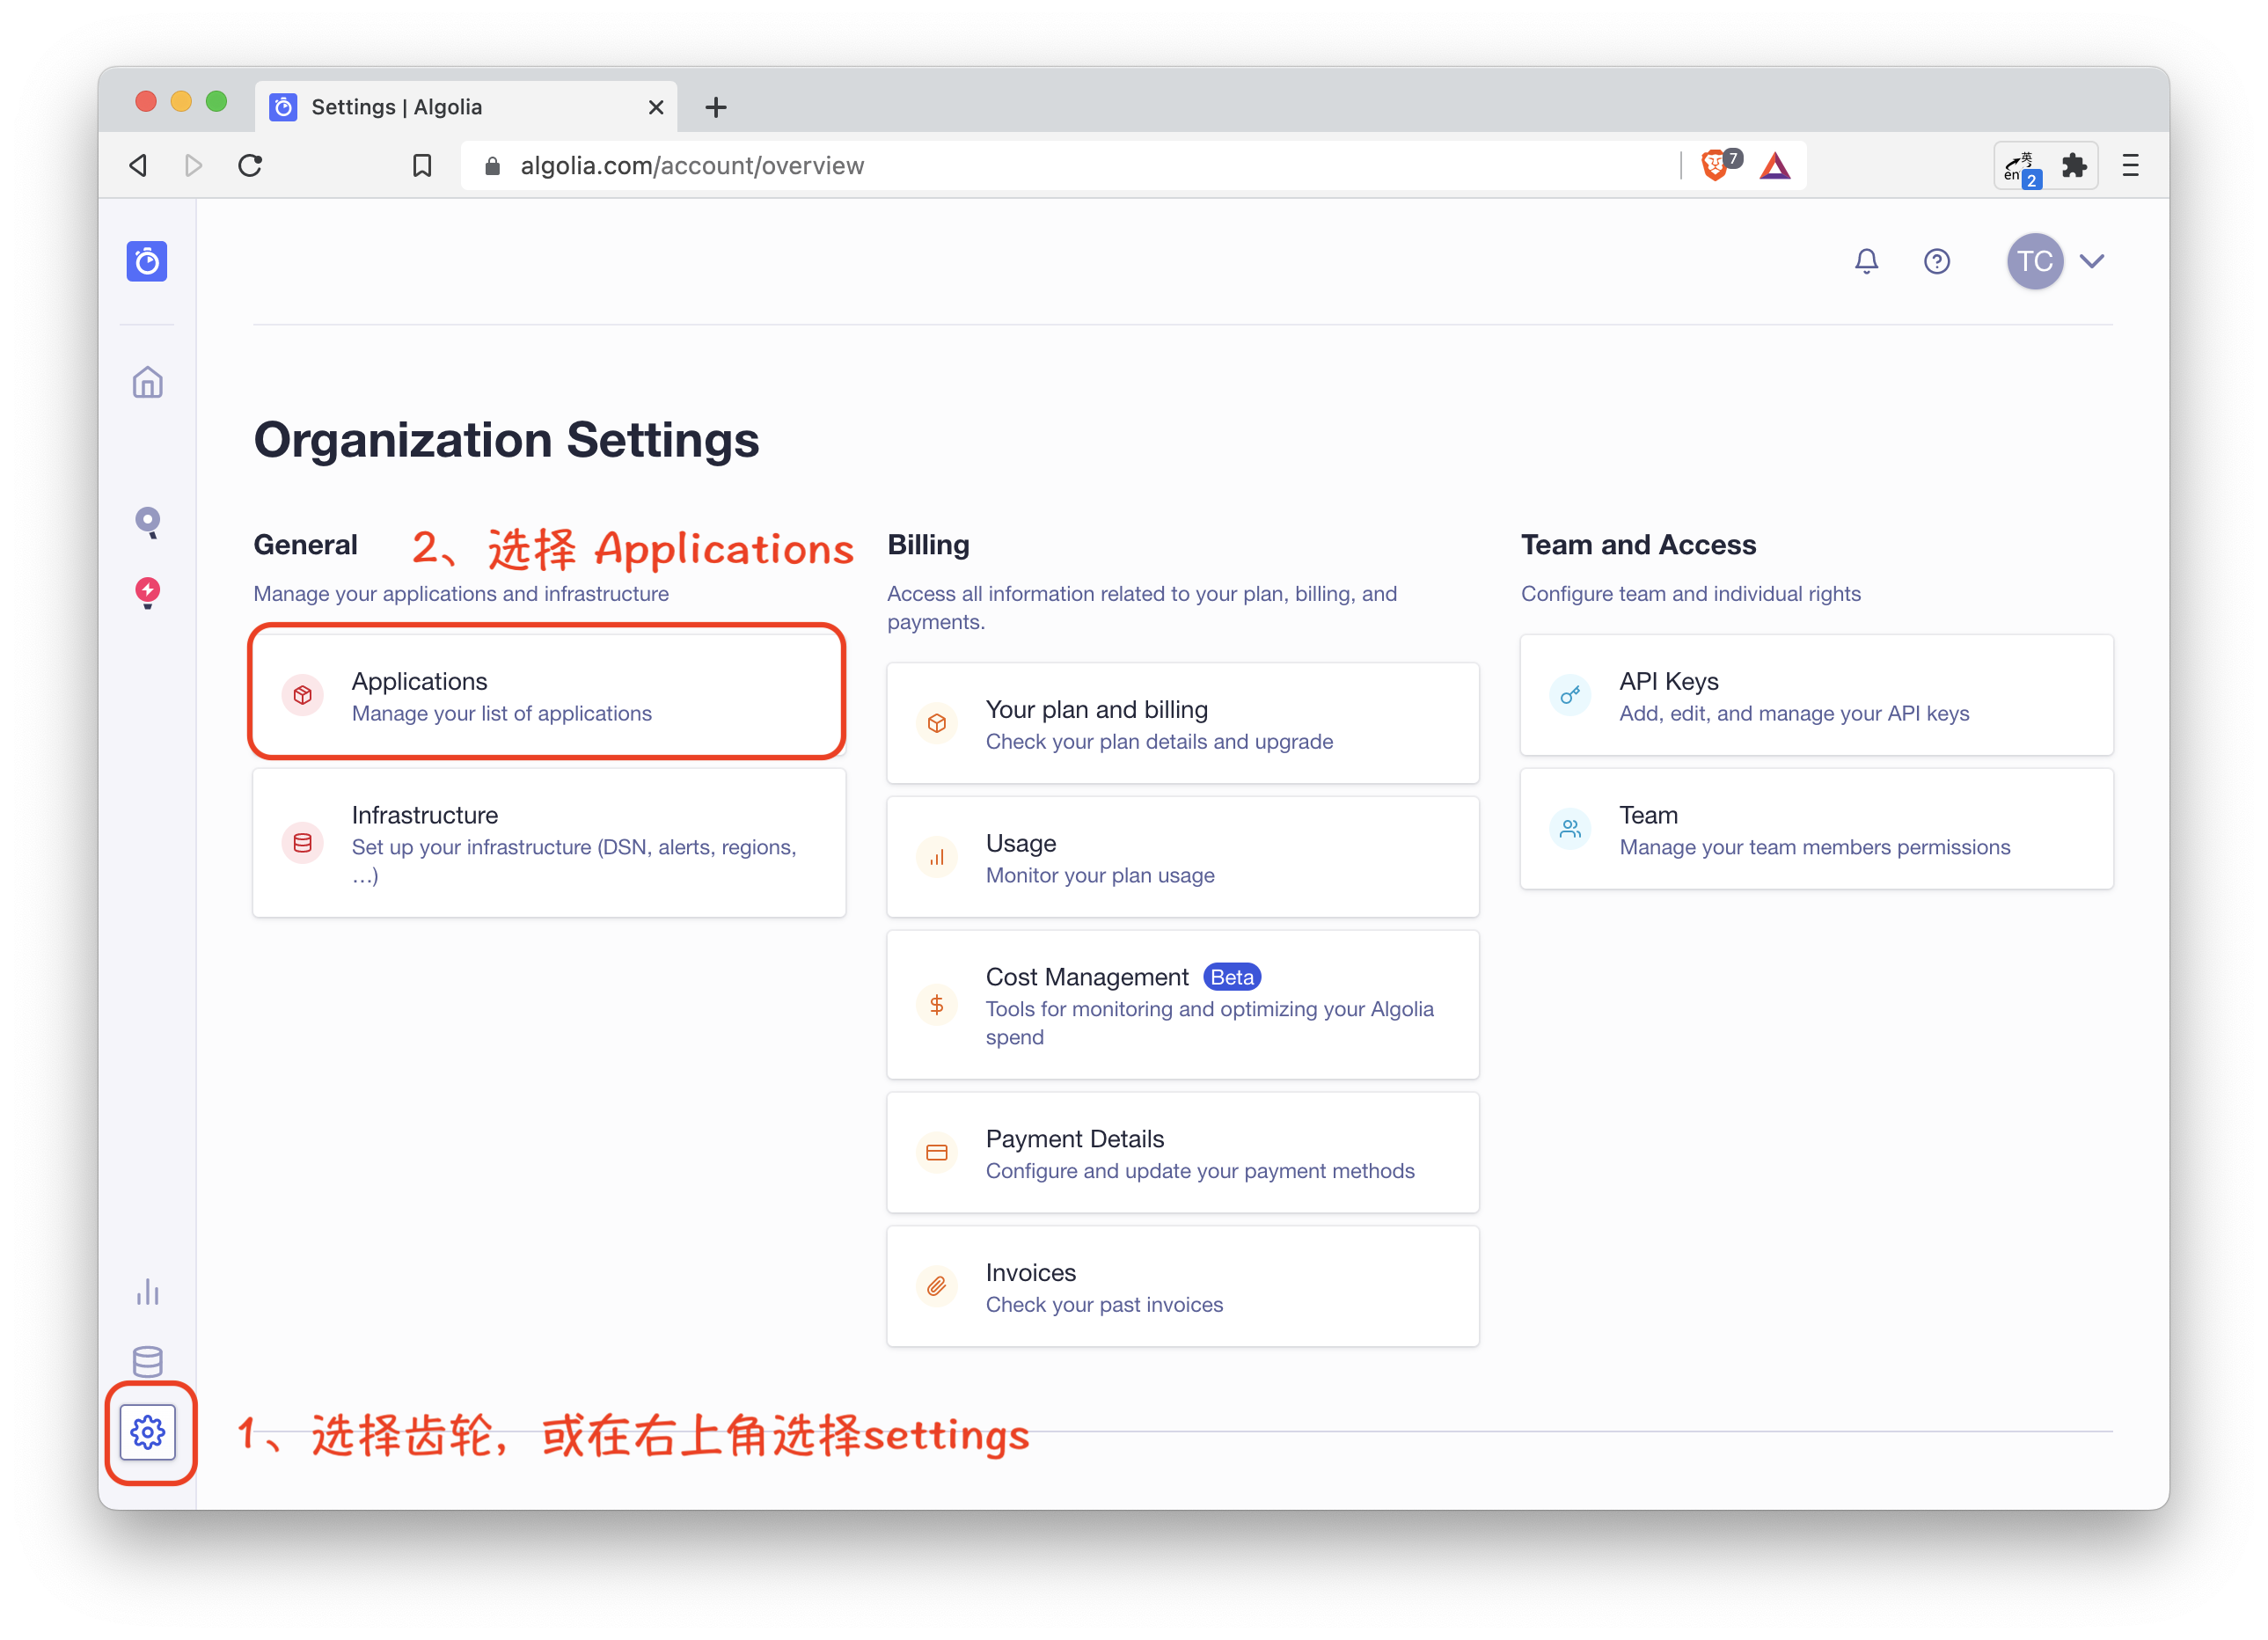 Settings | Algolia
algolia.com/account/overview
7
英
en
2
TC
Organization Settings
General
2、选择 Applications
Manage your applications and infrastructure
Applications
Manage your list of applications
Infrastructure
Set up your infrastructure (DSN, alerts, regions,
...)
Billing
Access all information related to your plan, billing, and
payments.
Your plan and billing
Check your plan details and upgrade
Usage
Monitor your plan usage
Cost Management Beta
Tools for monitoring and optimizing your Algolia
spend
Payment Details
Configure and update your payment methods
Invoices
Check your past invoices
Team and Access
Configure team and individual rights
API Keys
Add, edit, and manage your API keys
Team
Manage your team members permissions
1、选择齿轮，或在右上角选择settings